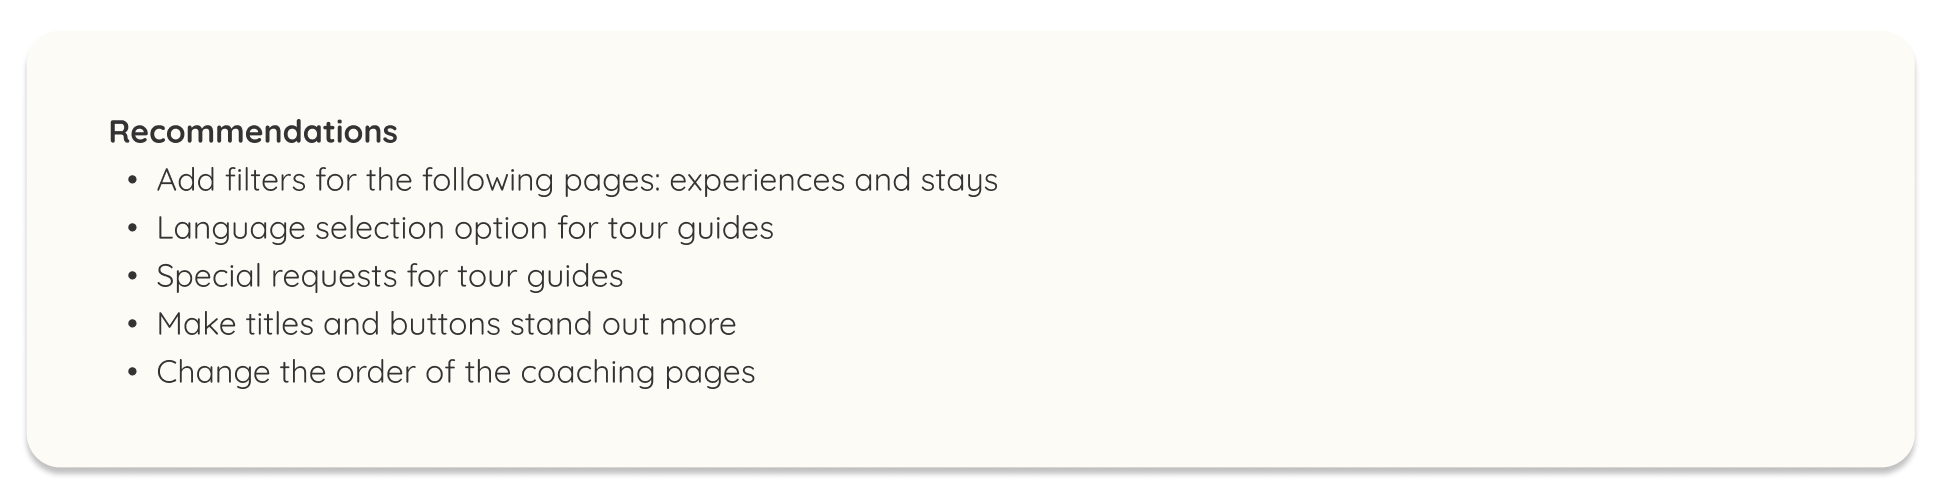 Recommendations
• Add filters for the following pages: experiences and stays
• Language selection option for tour guides
• Special requests for tour guides
• Make titles and buttons stand out more
• Change the order of the coaching pages